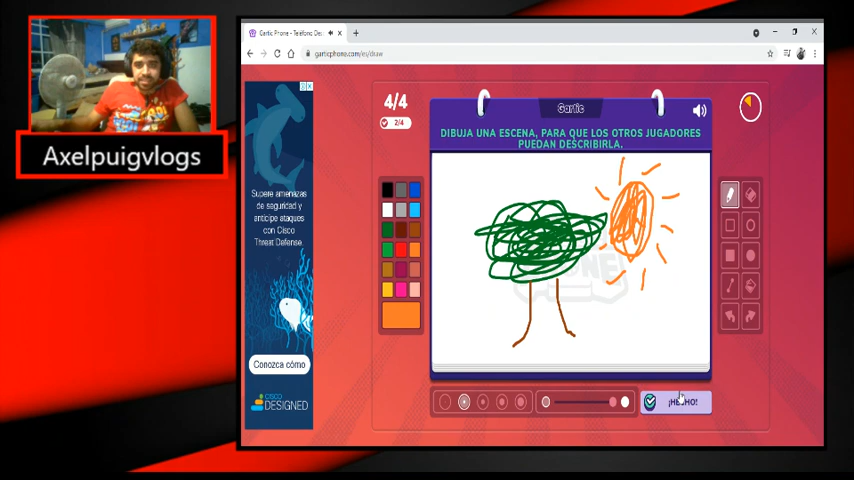 Gartic Phone - Teléfono Des
garticphone.com/es/draw
Axelpuigvlogs
4/4
2/4
Gartic
DIBUJA UNA ESCENA, PARA QUE LOS OTROS JUGADORES
PUEDAN DESCRIBIRLA.
Supere amenazas
de seguridad y
anticipe ataques
con Cisco
Threat Defense.
Conozca cómo
CISCO
DESIGNED
¡HECHO!